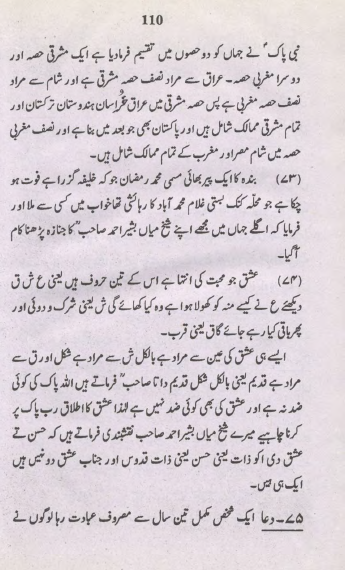 110
نبی پاکؐ نے جہاں کو دو حصوں میں تقسیم فرمادیا ہے ایک مشرقی حصہ اور
دوسرا مغربی حصہ۔ عراق سے مراد نصف حصہ مشرقی ہے اور شام سے مراد
نصف حصہ مغربی ہے پس حصہ مشرقی میں عراق خراسان ہندوستان ترکستان اور
تمام مشرقی ممالک شامل ہیں اور پاکستان بھی جو بعد میں بنا ہے اور نصف مغربی
حصہ میں شام مصر اور مغرب کے تمام ممالک شامل ہیں۔
(۷۳) بندہ کا ایک پیر بھائی مسمی محمد رمضان جو کہ خلیفہ گزرا ہے فوت ہو
چکا ہے جو محلہ کنک بستی غلام محمد آباد کا رہائشی تھا خواب میں کسی سے ملا اور
فرمایا کہ اگلے جہاں میں مجھے اپنے شیخ میاں بشیر احمد صاحبؒ کا جنازہ پڑھنا کام
آگیا۔
(۷۴) عشق جو محبت کی انتہا ہے اس کے تین حروف ہیں یعنی ع ش ق
دیکھئے ع نے کیسے منہ کو کھولا ہوا ہے وہ کیا کھائے گی ش یعنی شرک و دوئی اور
پھر باقی کیا رہ جائے گا ق یعنی قرب۔
ایسے ہی عشق کی عین سے مراد ہے بالکل ش سے مراد ہے شکل اور ق سے
مراد ہے قدیم یعنی بالکل شکل قدیم داتا صاحبؒ فرماتے ہیں اللہ پاک کی کوئی
ضد نہ ہے اور عشق کی بھی کوئی ضد نہیں ہے لہذا عشق کا اطلاق رب پاک پر
کرنا چاہیے میرے شیخ میاں بشیر احمد صاحب نقشبندی فرماتے ہیں کہ حسن تے
عشق دی اکو ذات یعنی حسن یعنی ذات قدوس اور جناب عشق دو نہیں ہیں
ایک ہی ہیں۔
۷۵۔ دعا ایک شخص مکمل تین سال سے مصروف عبادت رہا لوگوں نے